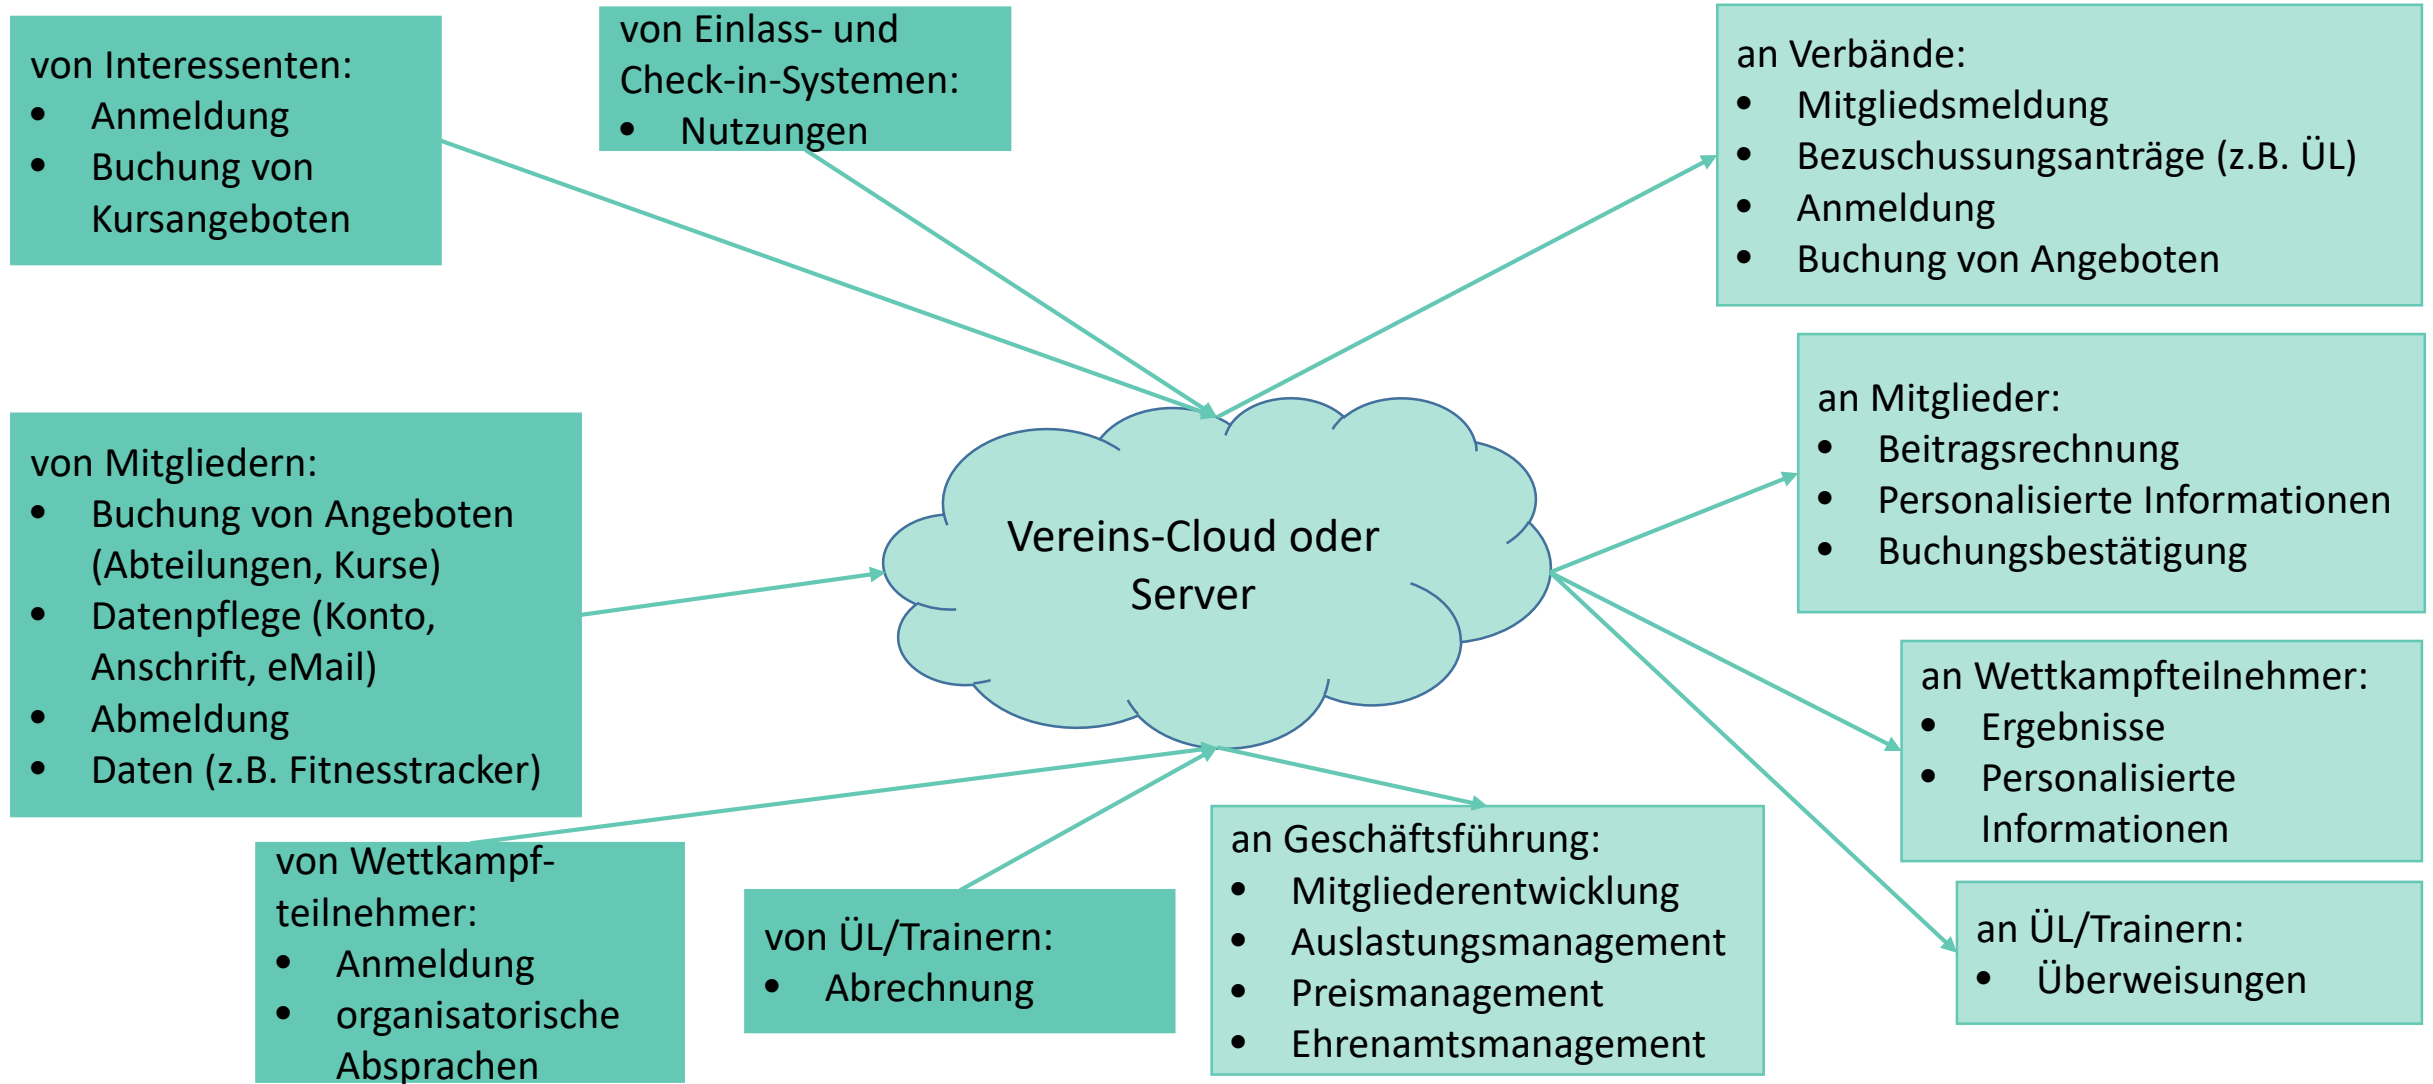 von Interessenten:
• Anmeldung
• Buchung von
Kursangeboten
von Einlass- und
Check-in-Systemen:
• Nutzungen
an Verbände:
• Mitgliedsmeldung
• Bezuschussungsanträge (z.B. ÜL)
• Anmeldung
• Buchung von Angeboten
von Mitgliedern:
• Buchung von Angeboten
(Abteilungen, Kurse)
• Datenpflege (Konto,
Anschrift, eMail)
• Abmeldung
• Daten (z.B. Fitnesstracker)
Vereins-Cloud oder
Server
an Mitglieder:
• Beitragsrechnung
• Personalisierte Informationen
• Buchungsbestätigung
an Wettkampfteilnehmer:
• Ergebnisse
• Personalisierte
Informationen
von Wettkampf-
teilnehmer:
• Anmeldung
• organisatorische
Absprachen
von ÜL/Trainern:
• Abrechnung
an Geschäftsführung:
• Mitgliederentwicklung
• Auslastungsmanagement
• Preismanagement
• Ehrenamtsmanagement
an ÜL/Trainern:
• Überweisungen